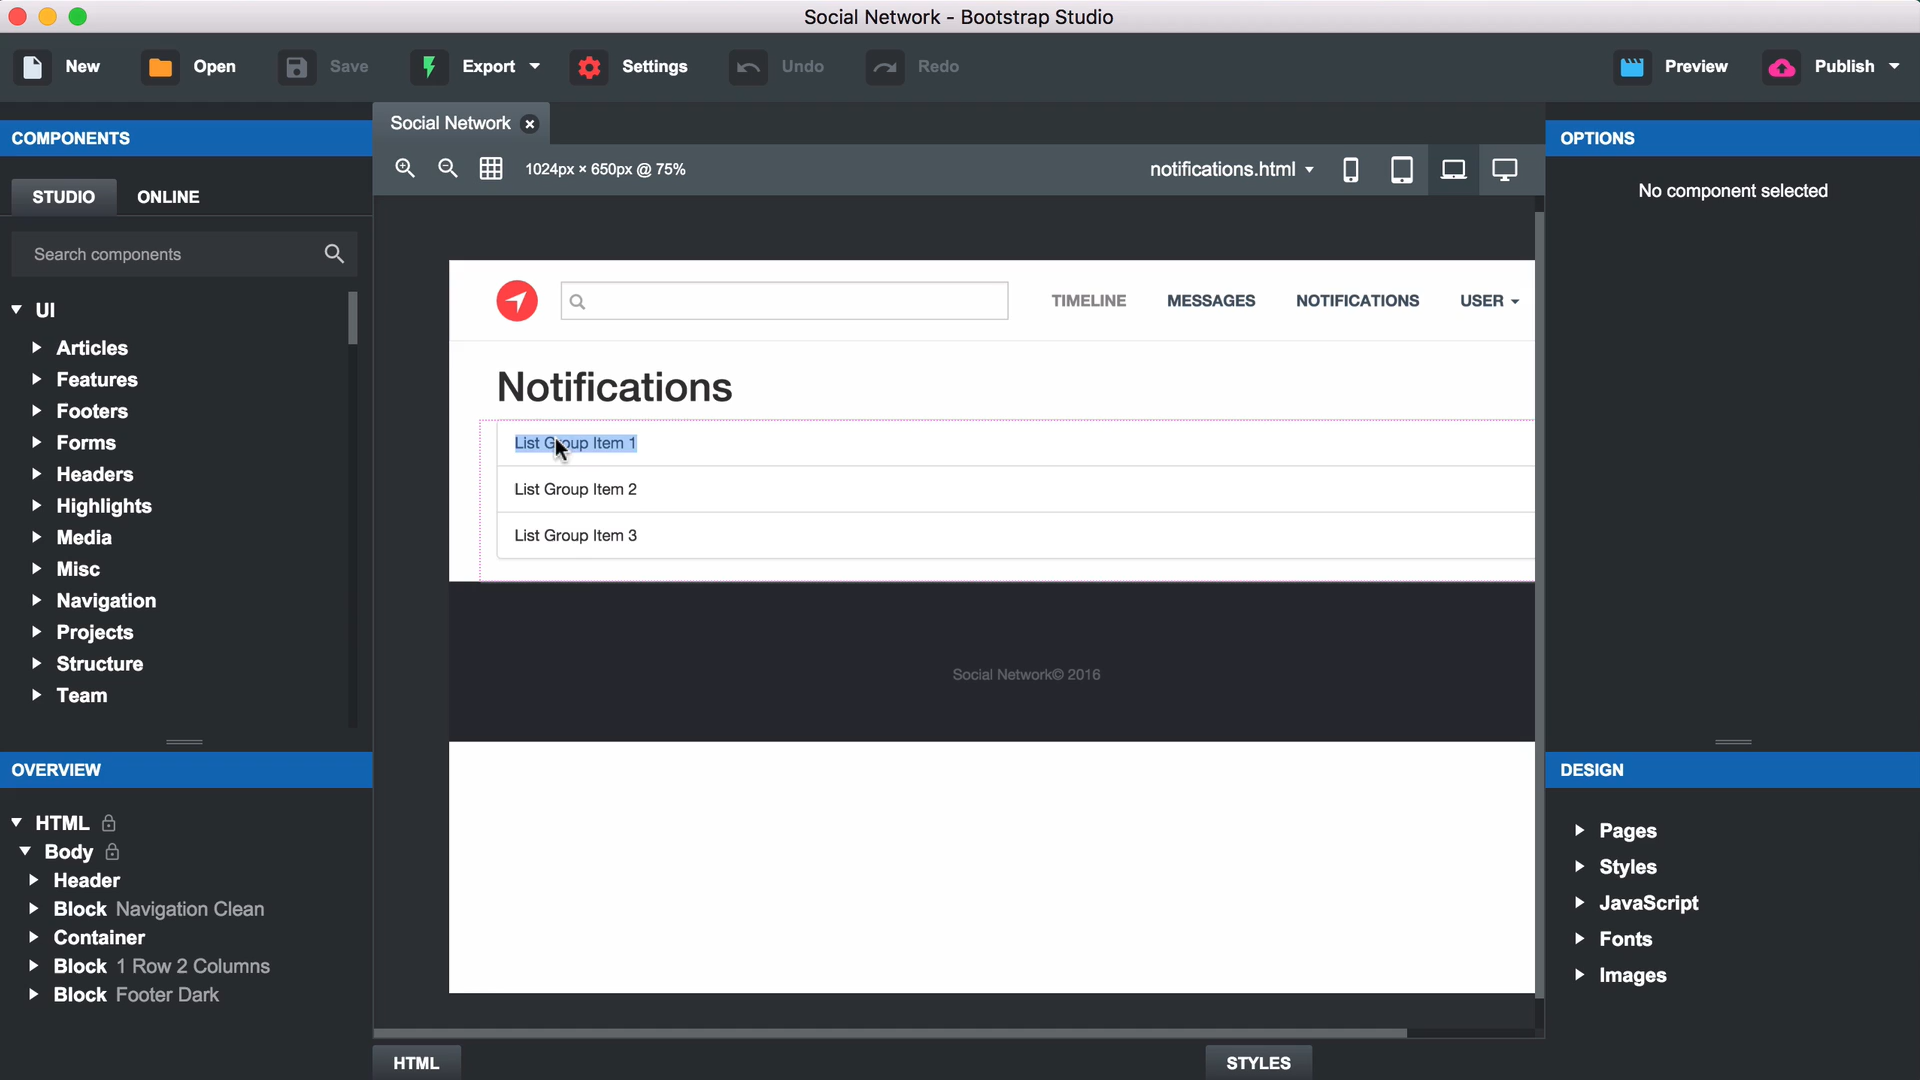 Social Network - Bootstrap Studio
New Open Save Export Settings Undo Redo Preview Publish
COMPONENTS
STUDIO ONLINE
Search components
UI
Articles
Features
Footers
Forms
Headers
Highlights
Media
Misc
Navigation
Projects
Structure
Team
OVERVIEW
HTML
Body
Header
Block Navigation Clean
Container
Block 1 Row 2 Columns
Block Footer Dark
Social Network
1024px × 650px @ 75% notifications.html
TIMELINE MESSAGES NOTIFICATIONS USER
Notifications
List Group Item 1
List Group Item 2
List Group Item 3
Social Network© 2016
HTML STYLES
OPTIONS
No component selected
DESIGN
Pages
Styles
JavaScript
Fonts
Images